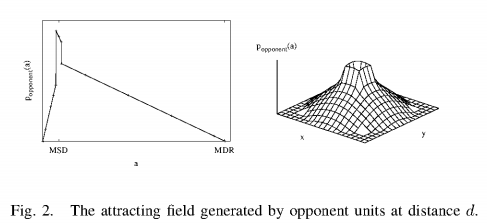 p_opponent(a)
MSD
MDR
a
p_opponent(a)
x
y
Fig. 2. The attracting field generated by opponent units at distance d.